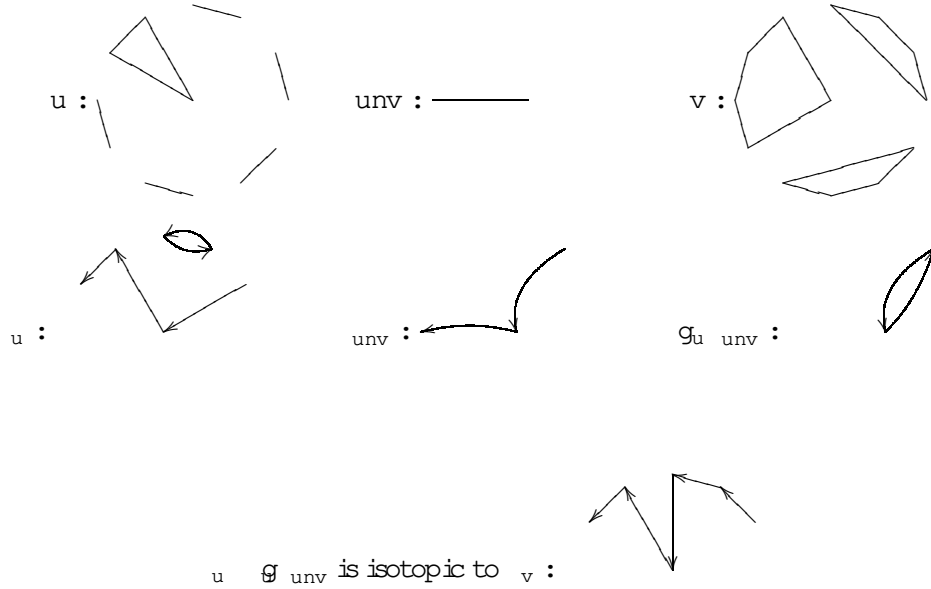 u : unv : v :
u : unv : gu unv :
u g unv is isotopic to v :